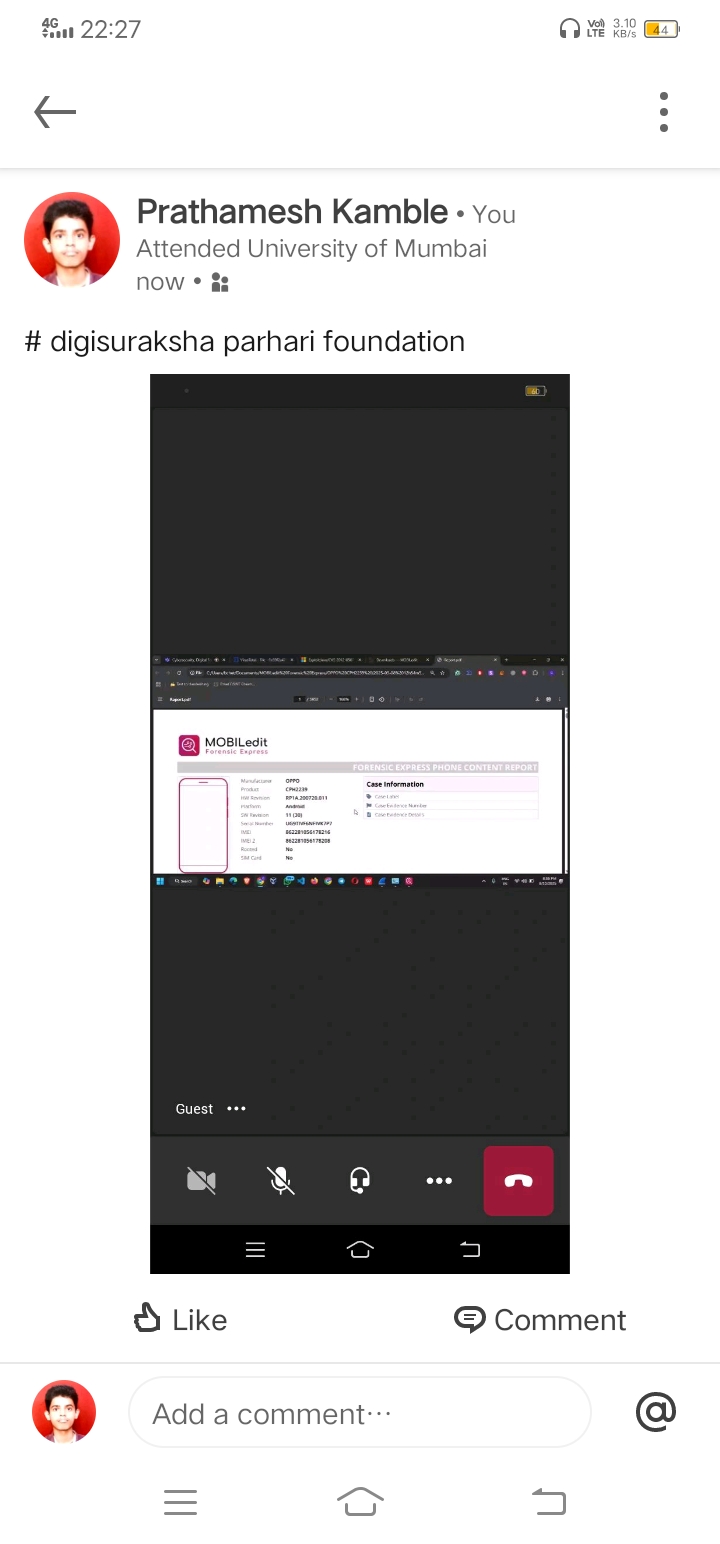 4G 22:27 Vo) LTE 3.10 KB/s 44
Prathamesh Kamble • You
Attended University of Mumbai
now •
# digisuraksha parhari foundation
Report.pdf
MOBILedit
Forensic Express
FORENSIC EXPRESS PHONE CONTENT REPORT
Manufacturer OPPO
Product CPH2239
HW Revision RP1A.200720.011
Platform Android
SW Revision 11 (30)
Serial Number
IMEI 862281056178216
IMEI 2 862281056178208
Rooted No
SIM Card No
Case Information
Case Label
Case Evidence Number
Case Evidence Details
Search
Guest •••
Like Comment
Add a comment… @